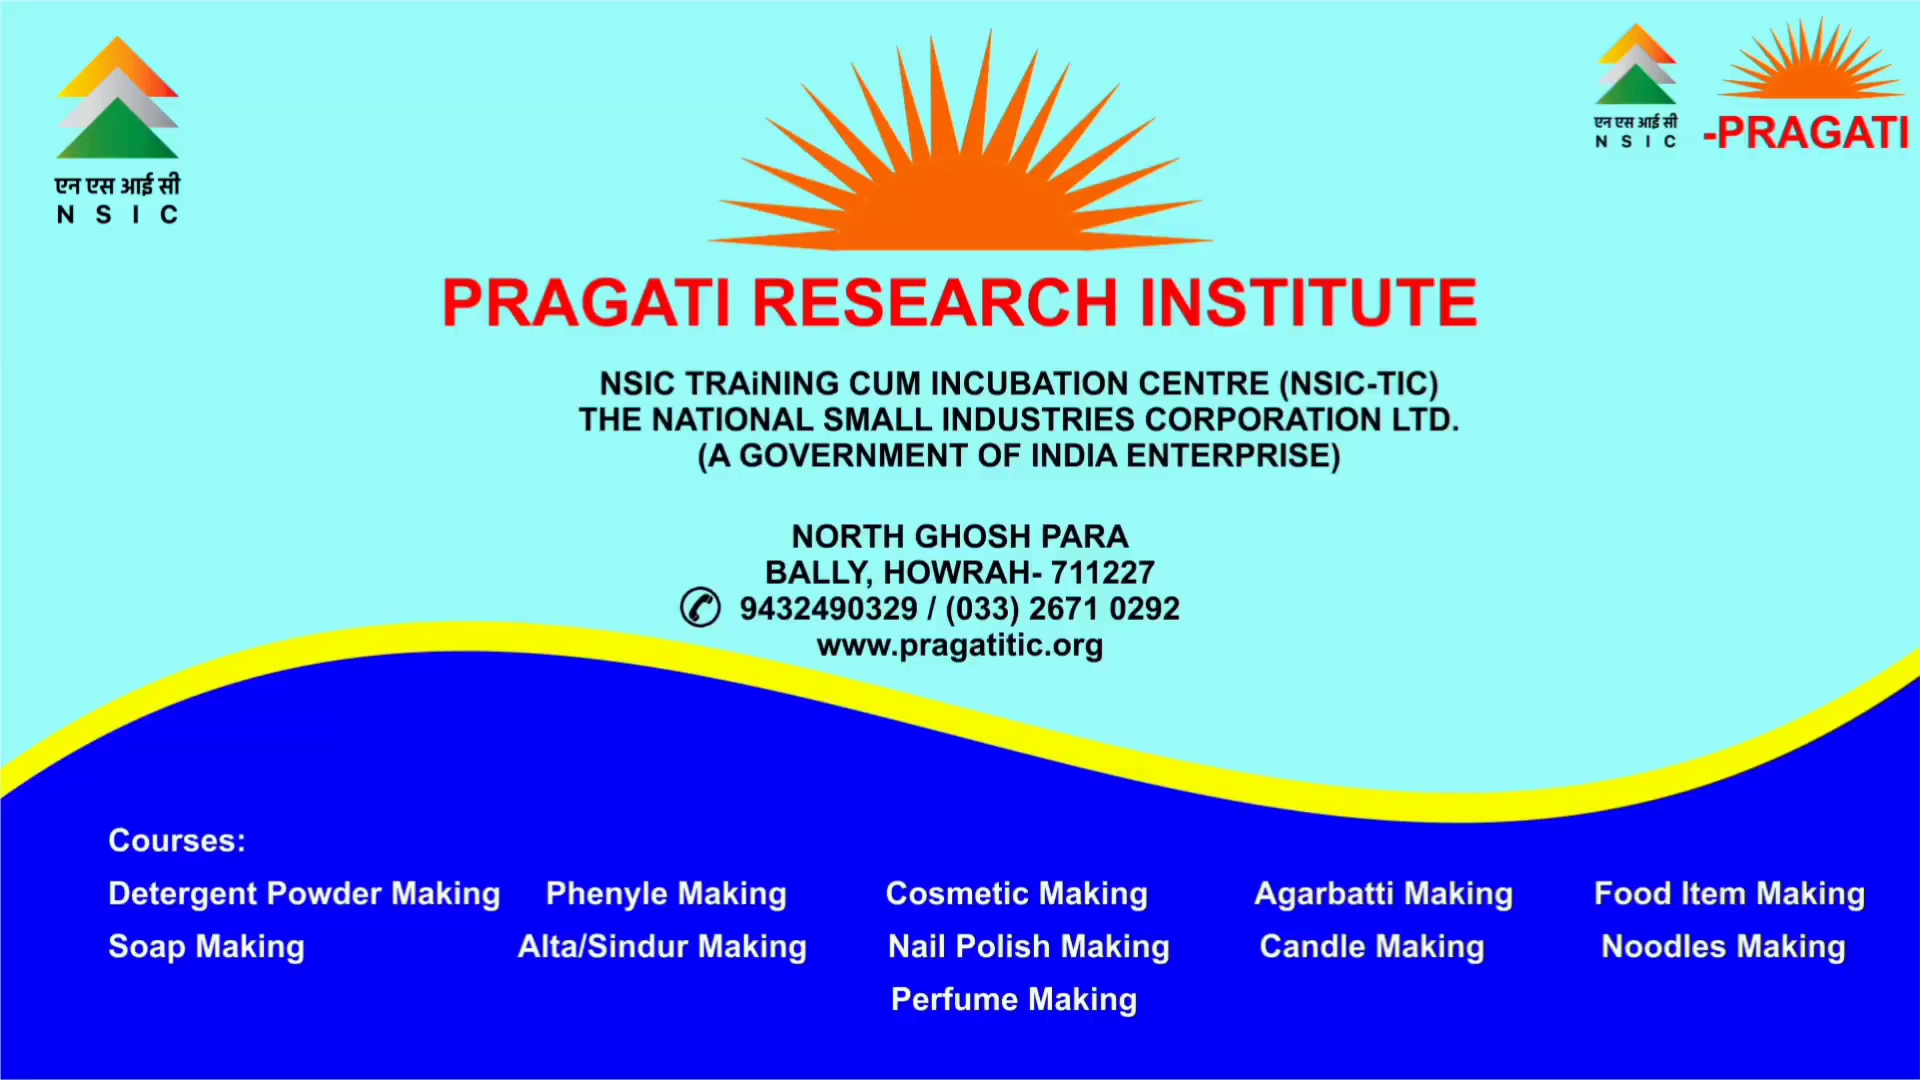 एन एस आई सी
N S I C
एन एस आई सी
N S I C
-PRAGATI
PRAGATI RESEARCH INSTITUTE
NSIC TRAiNING CUM INCUBATION CENTRE (NSIC-TIC)
THE NATIONAL SMALL INDUSTRIES CORPORATION LTD.
(A GOVERNMENT OF INDIA ENTERPRISE)
NORTH GHOSH PARA
BALLY, HOWRAH- 711227
✆ 9432490329 / (033) 2671 0292
www.pragatitic.org
Courses:
Detergent Powder Making Phenyle Making Cosmetic Making Agarbatti Making Food Item Making
Soap Making Alta/Sindur Making Nail Polish Making Candle Making Noodles Making
Perfume Making